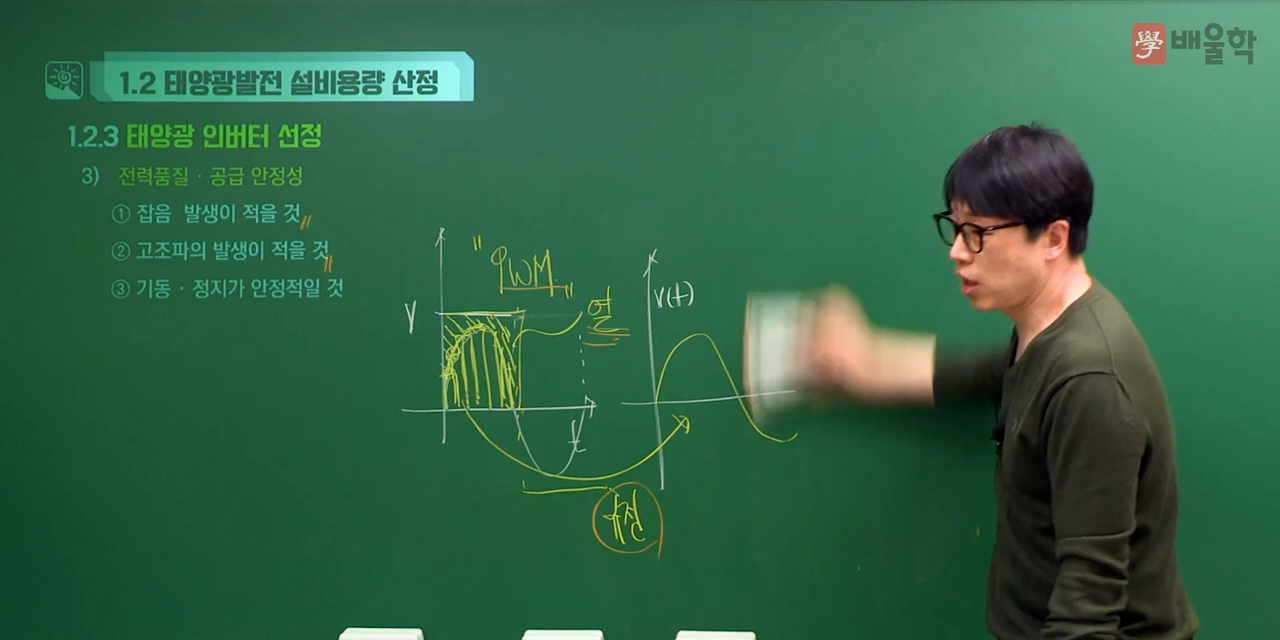 學 배울학
1.2 태양광발전 설비용량 산정
1.2.3 태양광 인버터 선정
3) 전력품질 · 공급 안정성
① 잡음 발생이 적을 것
② 고조파의 발생이 적을 것
③ 기동 · 정지가 안정적일 것
"PWM"
V
열
V(t)
t